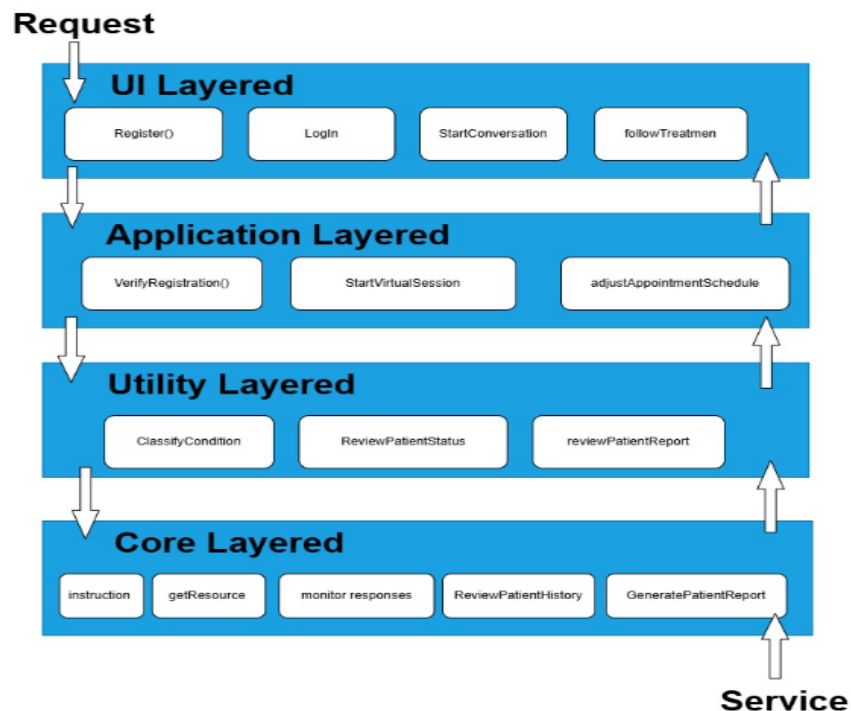 Request
UI Layered
Register()
LogIn
StartConversation
followTreatmen
Application Layered
VerifyRegistration()
StartVirtualSession
adjustAppointmentSchedule
Utility Layered
ClassifyCondition
ReviewPatientStatus
reviewPatientReport
Core Layered
instruction
getResource
monitor responses
ReviewPatientHistory
GeneratePatientReport
Service